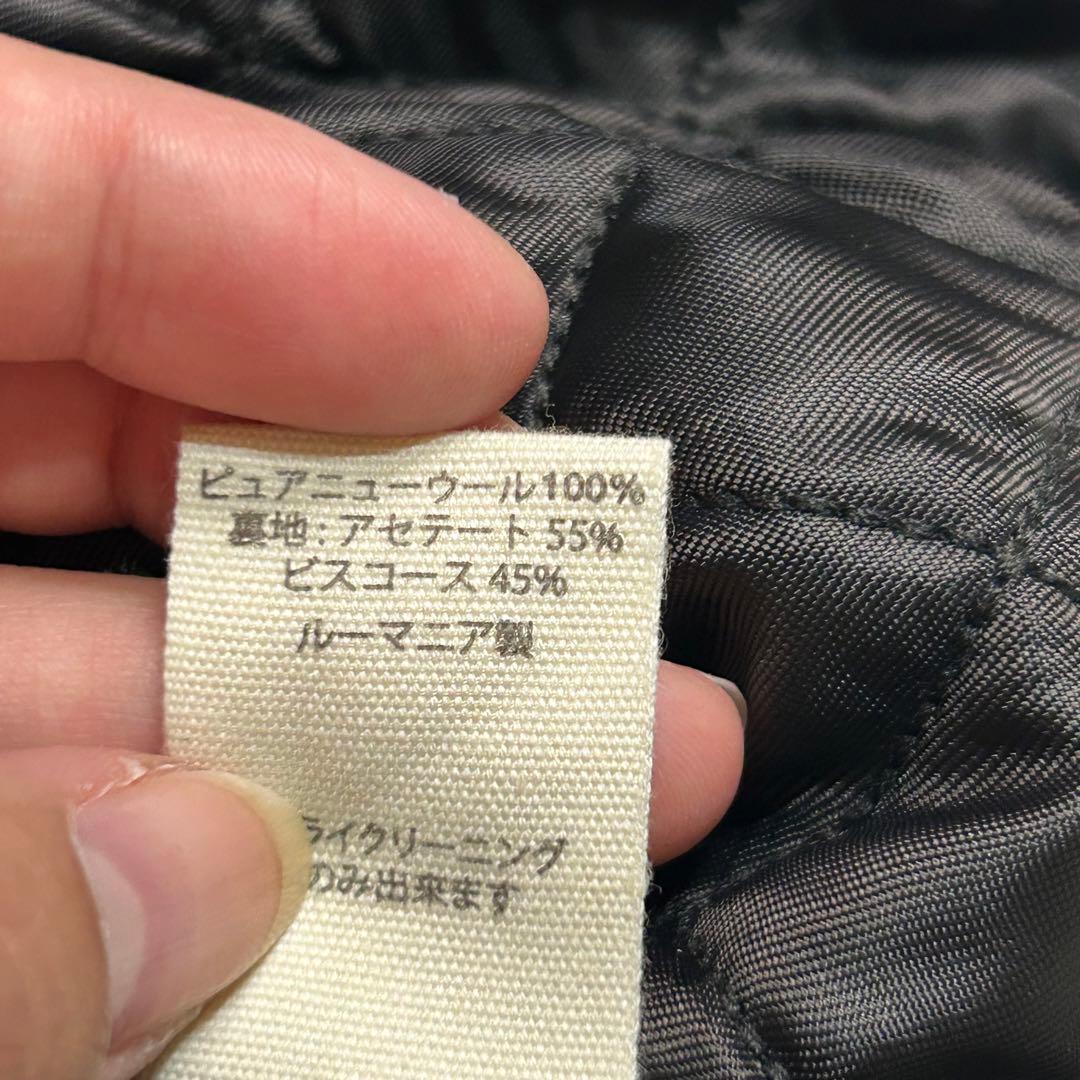 ピュアニューウール100%
裏地:アセテート 55%
ビスコース 45%
ルーマニア製
ライクリーニング
のみ出来ます